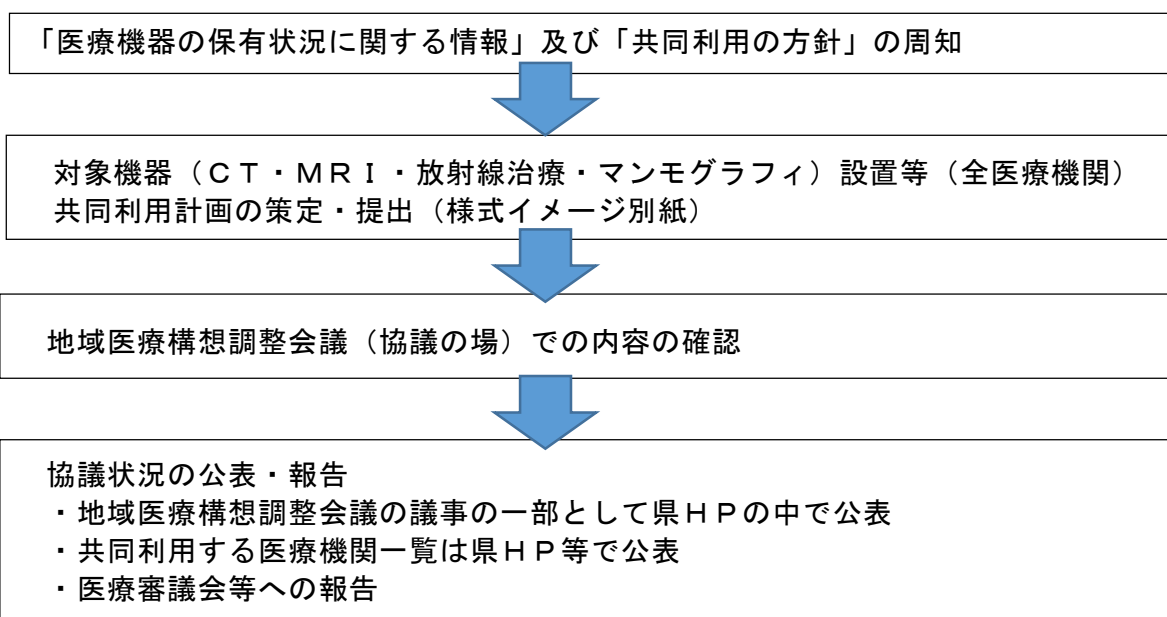 「医療機器の保有状況に関する情報」及び「共同利用の方針」の周知
対象機器（ＣＴ・ＭＲＩ・放射線治療・マンモグラフィ）設置等（全医療機関）
共同利用計画の策定・提出（様式イメージ別紙）
地域医療構想調整会議（協議の場）での内容の確認
協議状況の公表・報告
・地域医療構想調整会議の議事の一部として県ＨＰの中で公表
・共同利用する医療機関一覧は県ＨＰ等で公表
・医療審議会等への報告